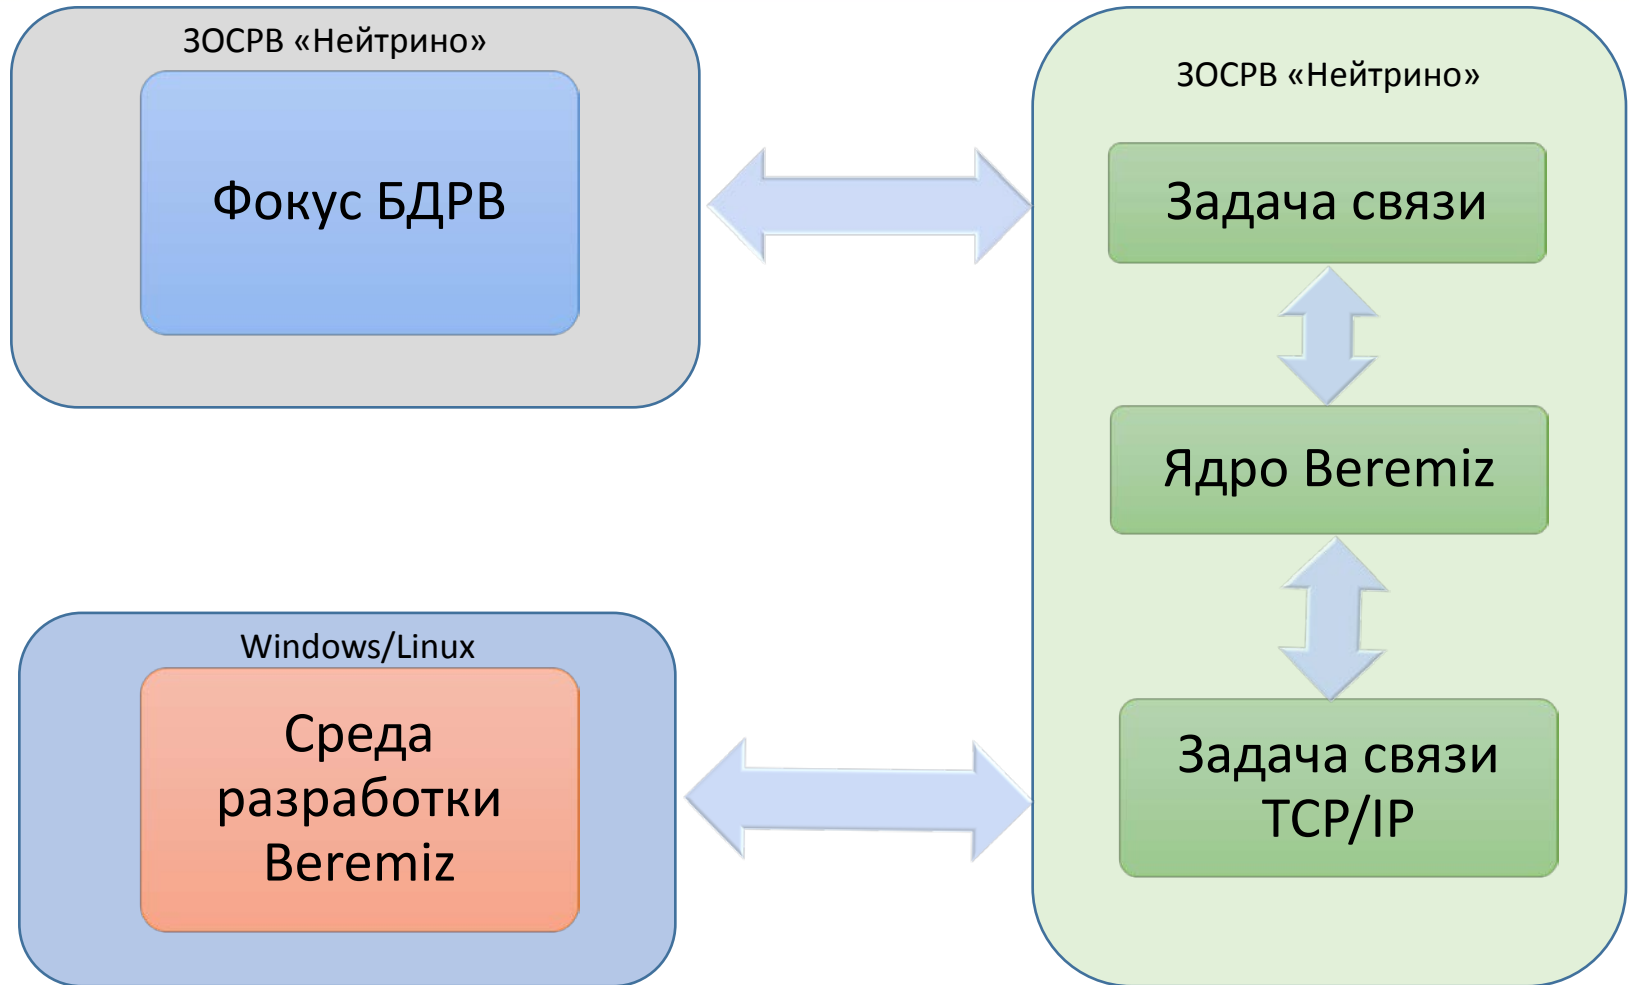 ЗОСРВ «Нейтрино»
Фокус БДРВ
ЗОСРВ «Нейтрино»
Задача связи
Ядро Beremiz
Задача связи
TCP/IP
Windows/Linux
Среда
разработки
Beremiz